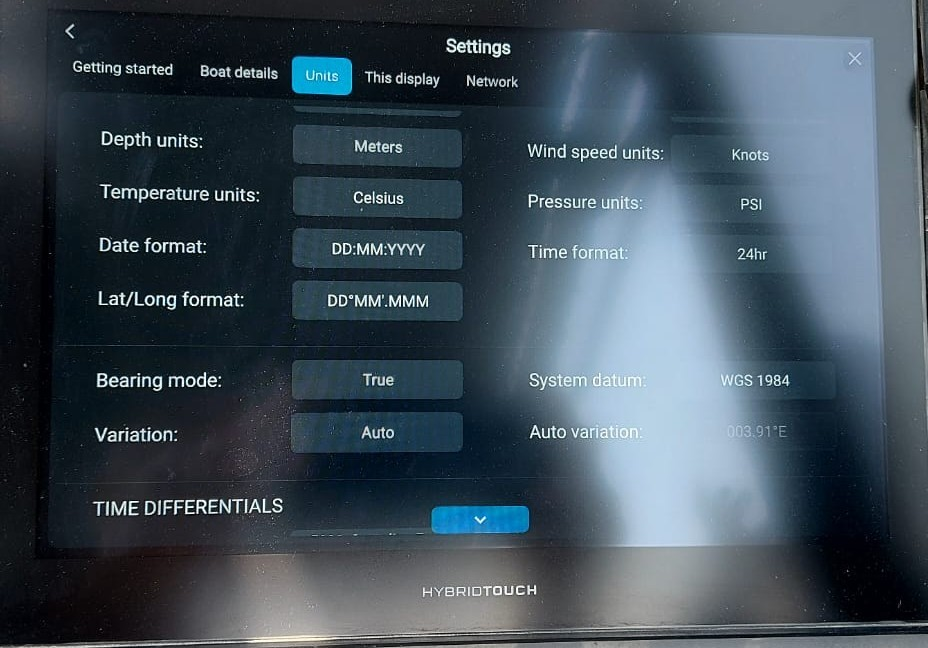 Settings
Getting started Boat details Units This display Network
Depth units: Meters Wind speed units: Knots
Temperature units: Celsius Pressure units: PSI
Date format: DD:MM:YYYY Time format: 24hr
Lat/Long format: DD°MM'.MMM
Bearing mode: True System datum: WGS 1984
Variation: Auto Auto variation: 003.91°E
TIME DIFFERENTIALS
HYBRIDTOUCH